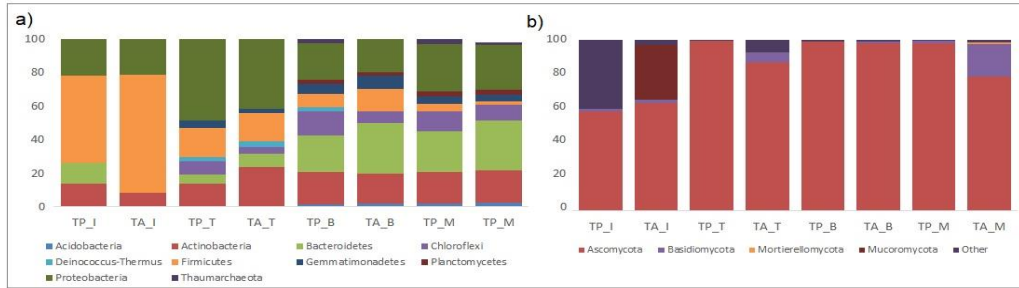 a)
100
80
60
40
20
0
TP_I TA_I TP_T TA_T TP_B TA_B TP_M TP_M
Acidobacteria Actinobacteria Bacteroidetes Chloroflexi
Deinococcus-Thermus Firmicutes Gemmatimonadetes Planctomycetes
Proteobacteria Thaumarchaeota
b)
100
80
60
40
20
0
TP_I TA_I TP_T TA_T TP_B TA_B TP_M TA_M
Ascomycota Basidiomycota Mortierellomycota Mucoromycota Other